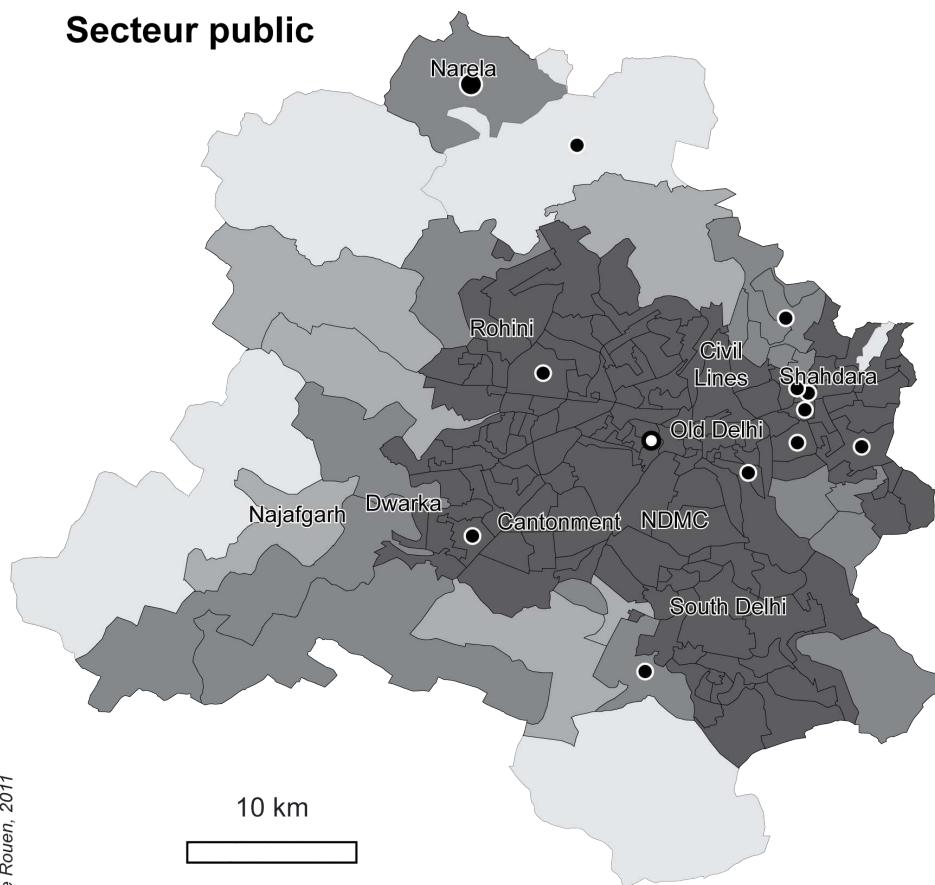 Secteur public
Narela
Rohini
Civil
Lines
Shahdara
Old Delhi
Najafgarh
Dwarka
Cantonment
NDMC
South Delhi
10 km
Rouen, 2011